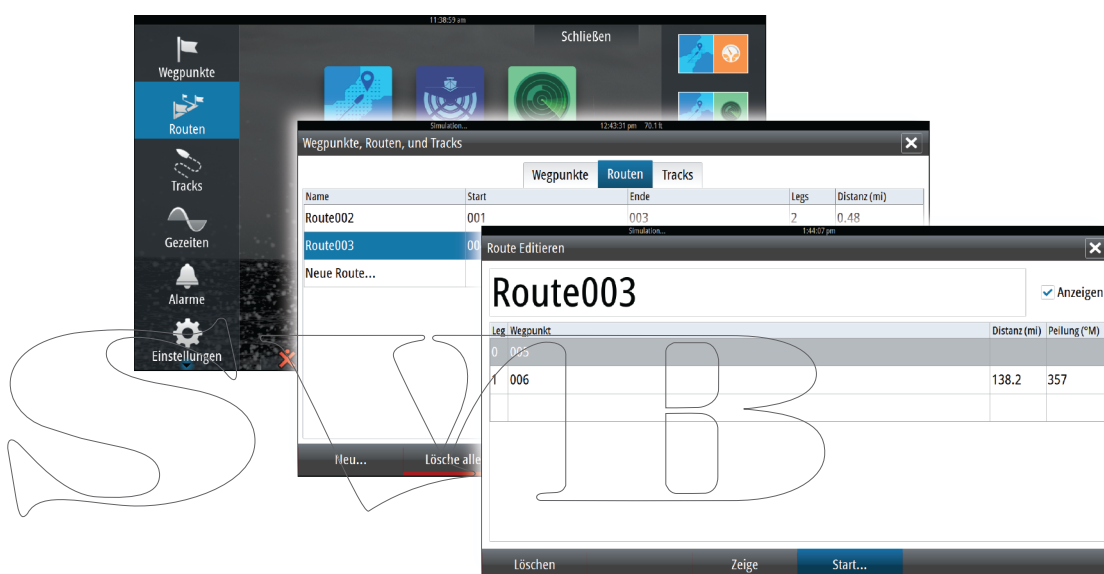 11:38:59 am
Schließen
Wegpunkte
Routen
Tracks
Gezeiten
Alarme
Einstellungen
Simulation... 12:43:31 pm 70.1 ft
Wegpunkte, Routen, und Tracks
Wegpunkte Routen Tracks
Name Start Ende Legs Distanz (mi)
Route002 001 003 2 0.48
Route003 00
Neue Route...
Neu... Lösche alle
Simulation... 1:44:07 pm
Route Editieren
Route003
Anzeigen
Leg Wegpunkt Distanz (mi) Peilung (°M)
0 005
1 006 138.2 357
Löschen Zeige Start...
SVB